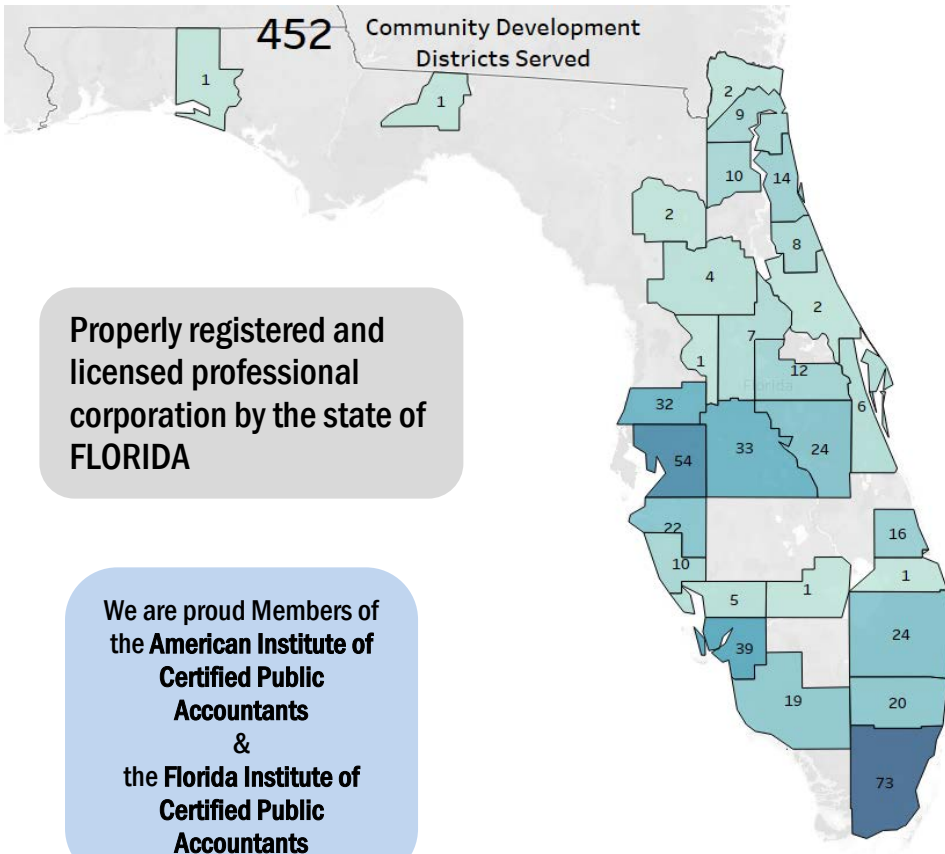 452
Community Development
Districts Served
1
1
2
9
10
14
2
8
4
2
7
1
12
Florida
32
6
33
24
54
22
16
10
1
1
5
24
39
19
20
73
Properly registered and
licensed professional
corporation by the state of
FLORIDA
We are proud Members of
the American Institute of
Certified Public
Accountants
&
the Florida Institute of
Certified Public
Accountants